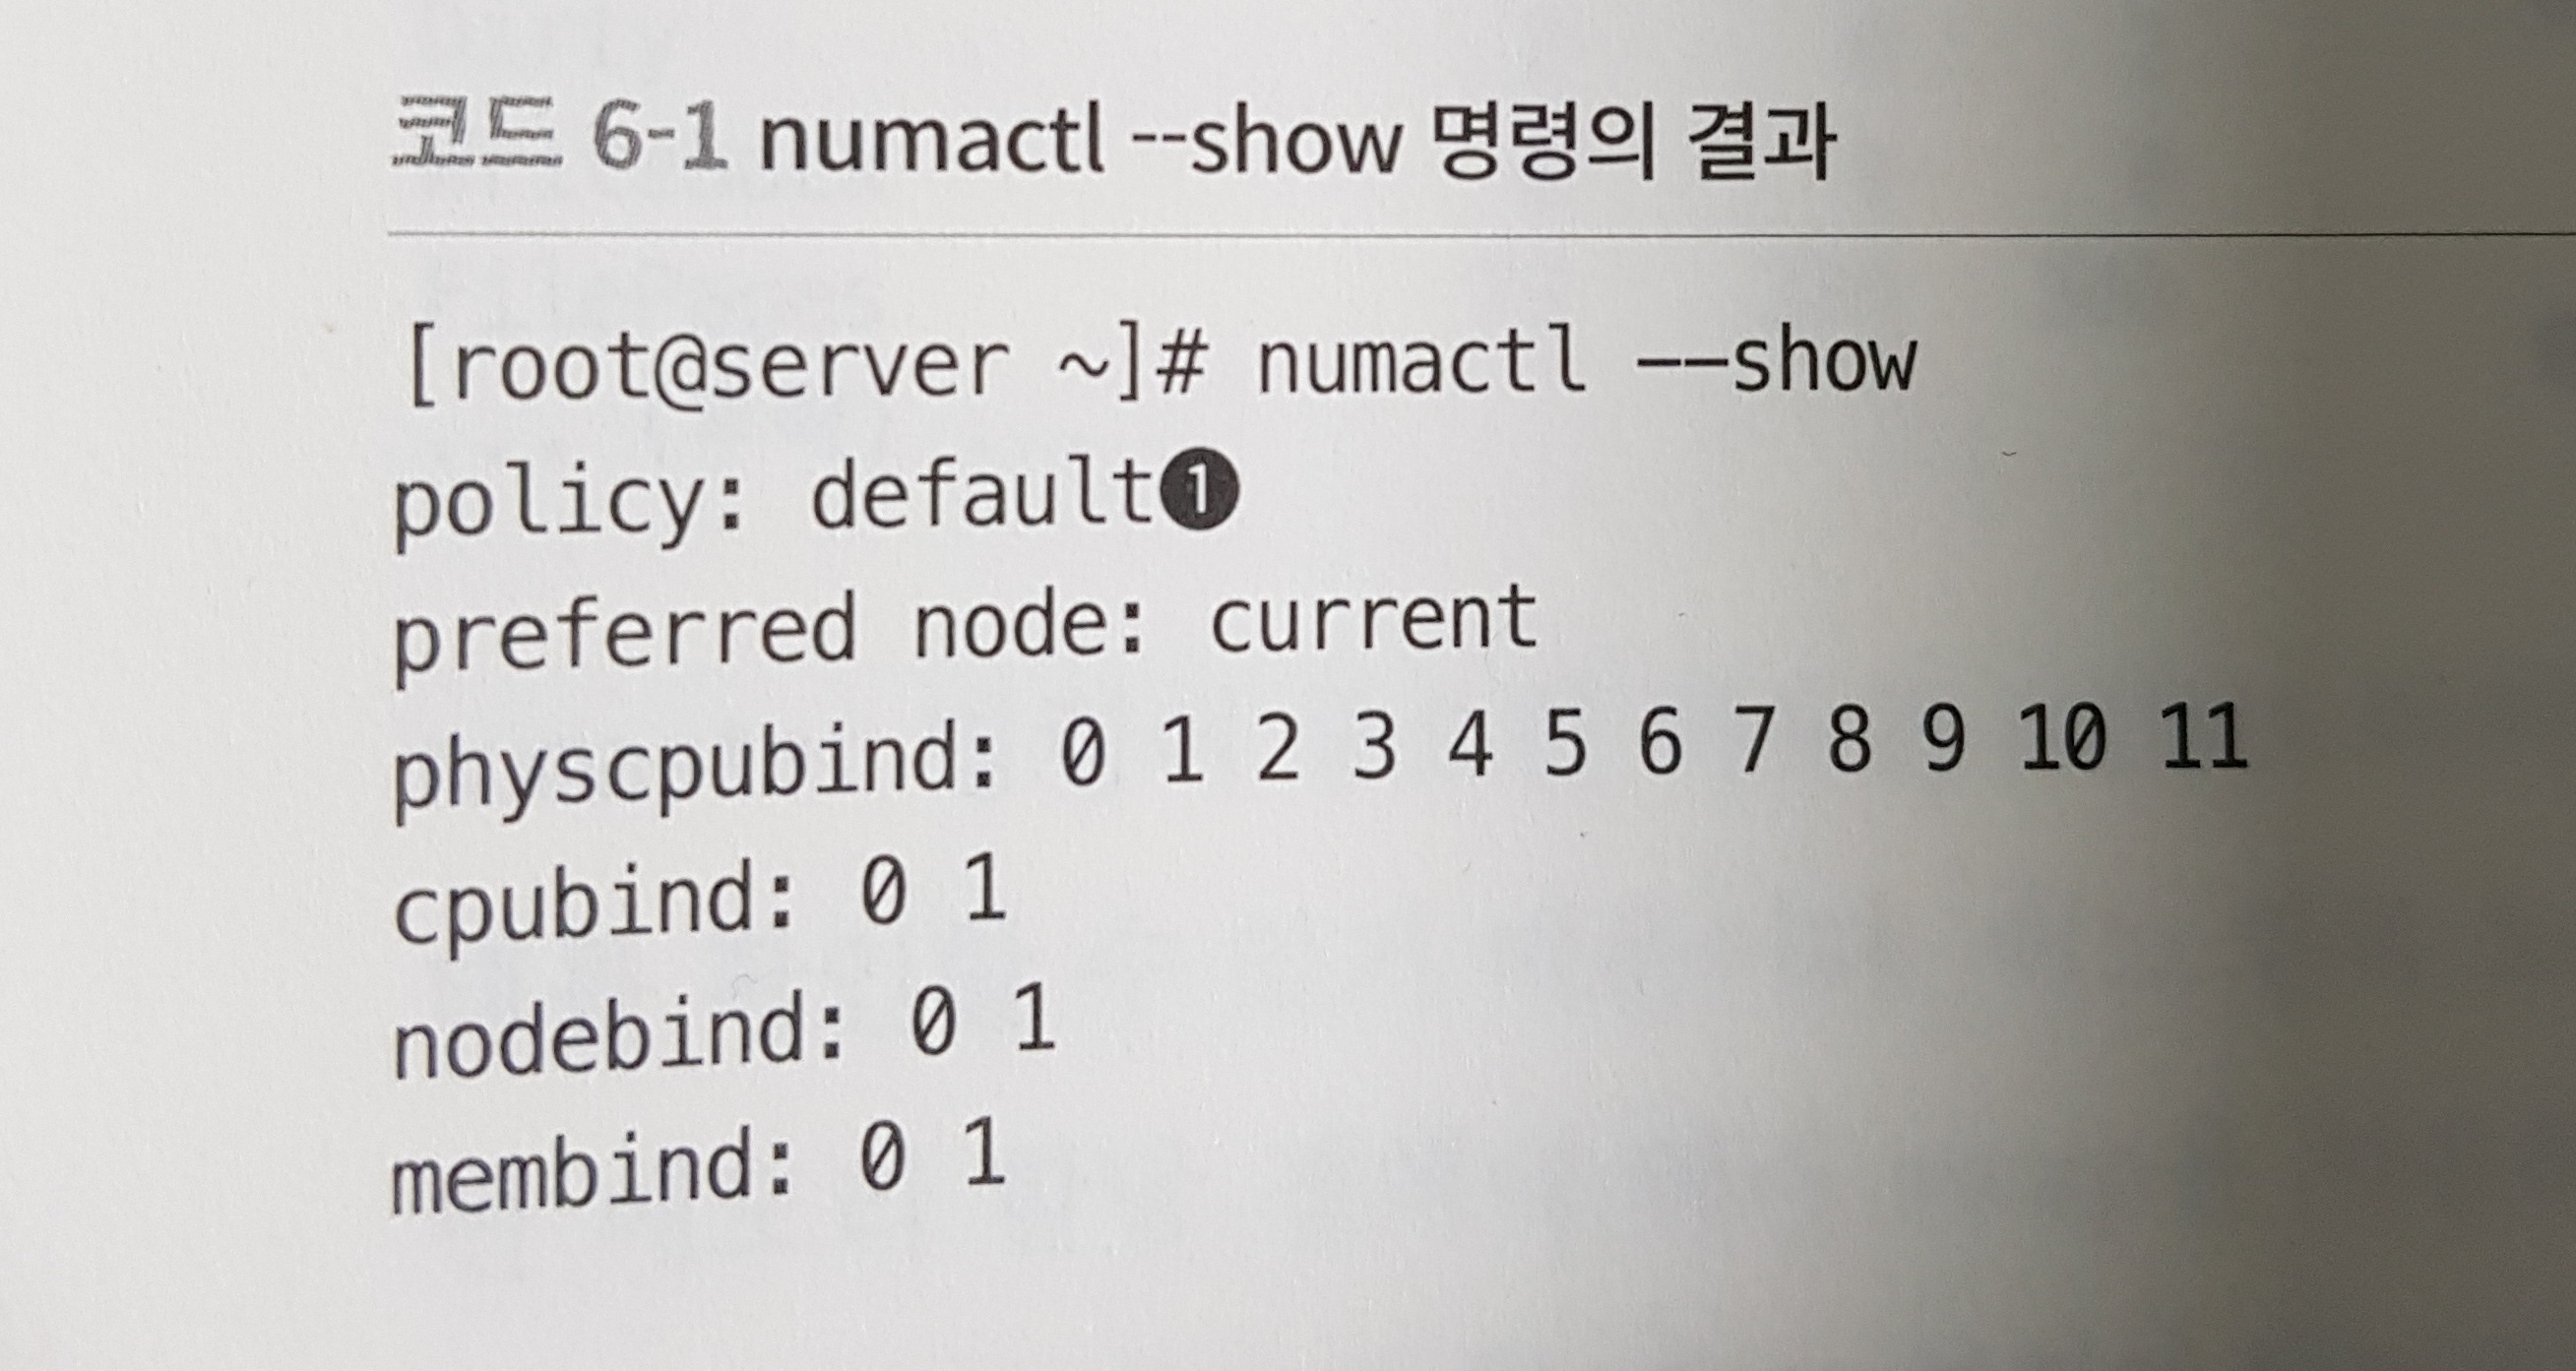 코드 6-1 numactl --show 명령의 결과
[root@server ~]# numactl --show
policy: default❶
preferred node: current
physcpubind: 0 1 2 3 4 5 6 7 8 9 10 11
cpubind: 0 1
nodebind: 0 1
membind: 0 1